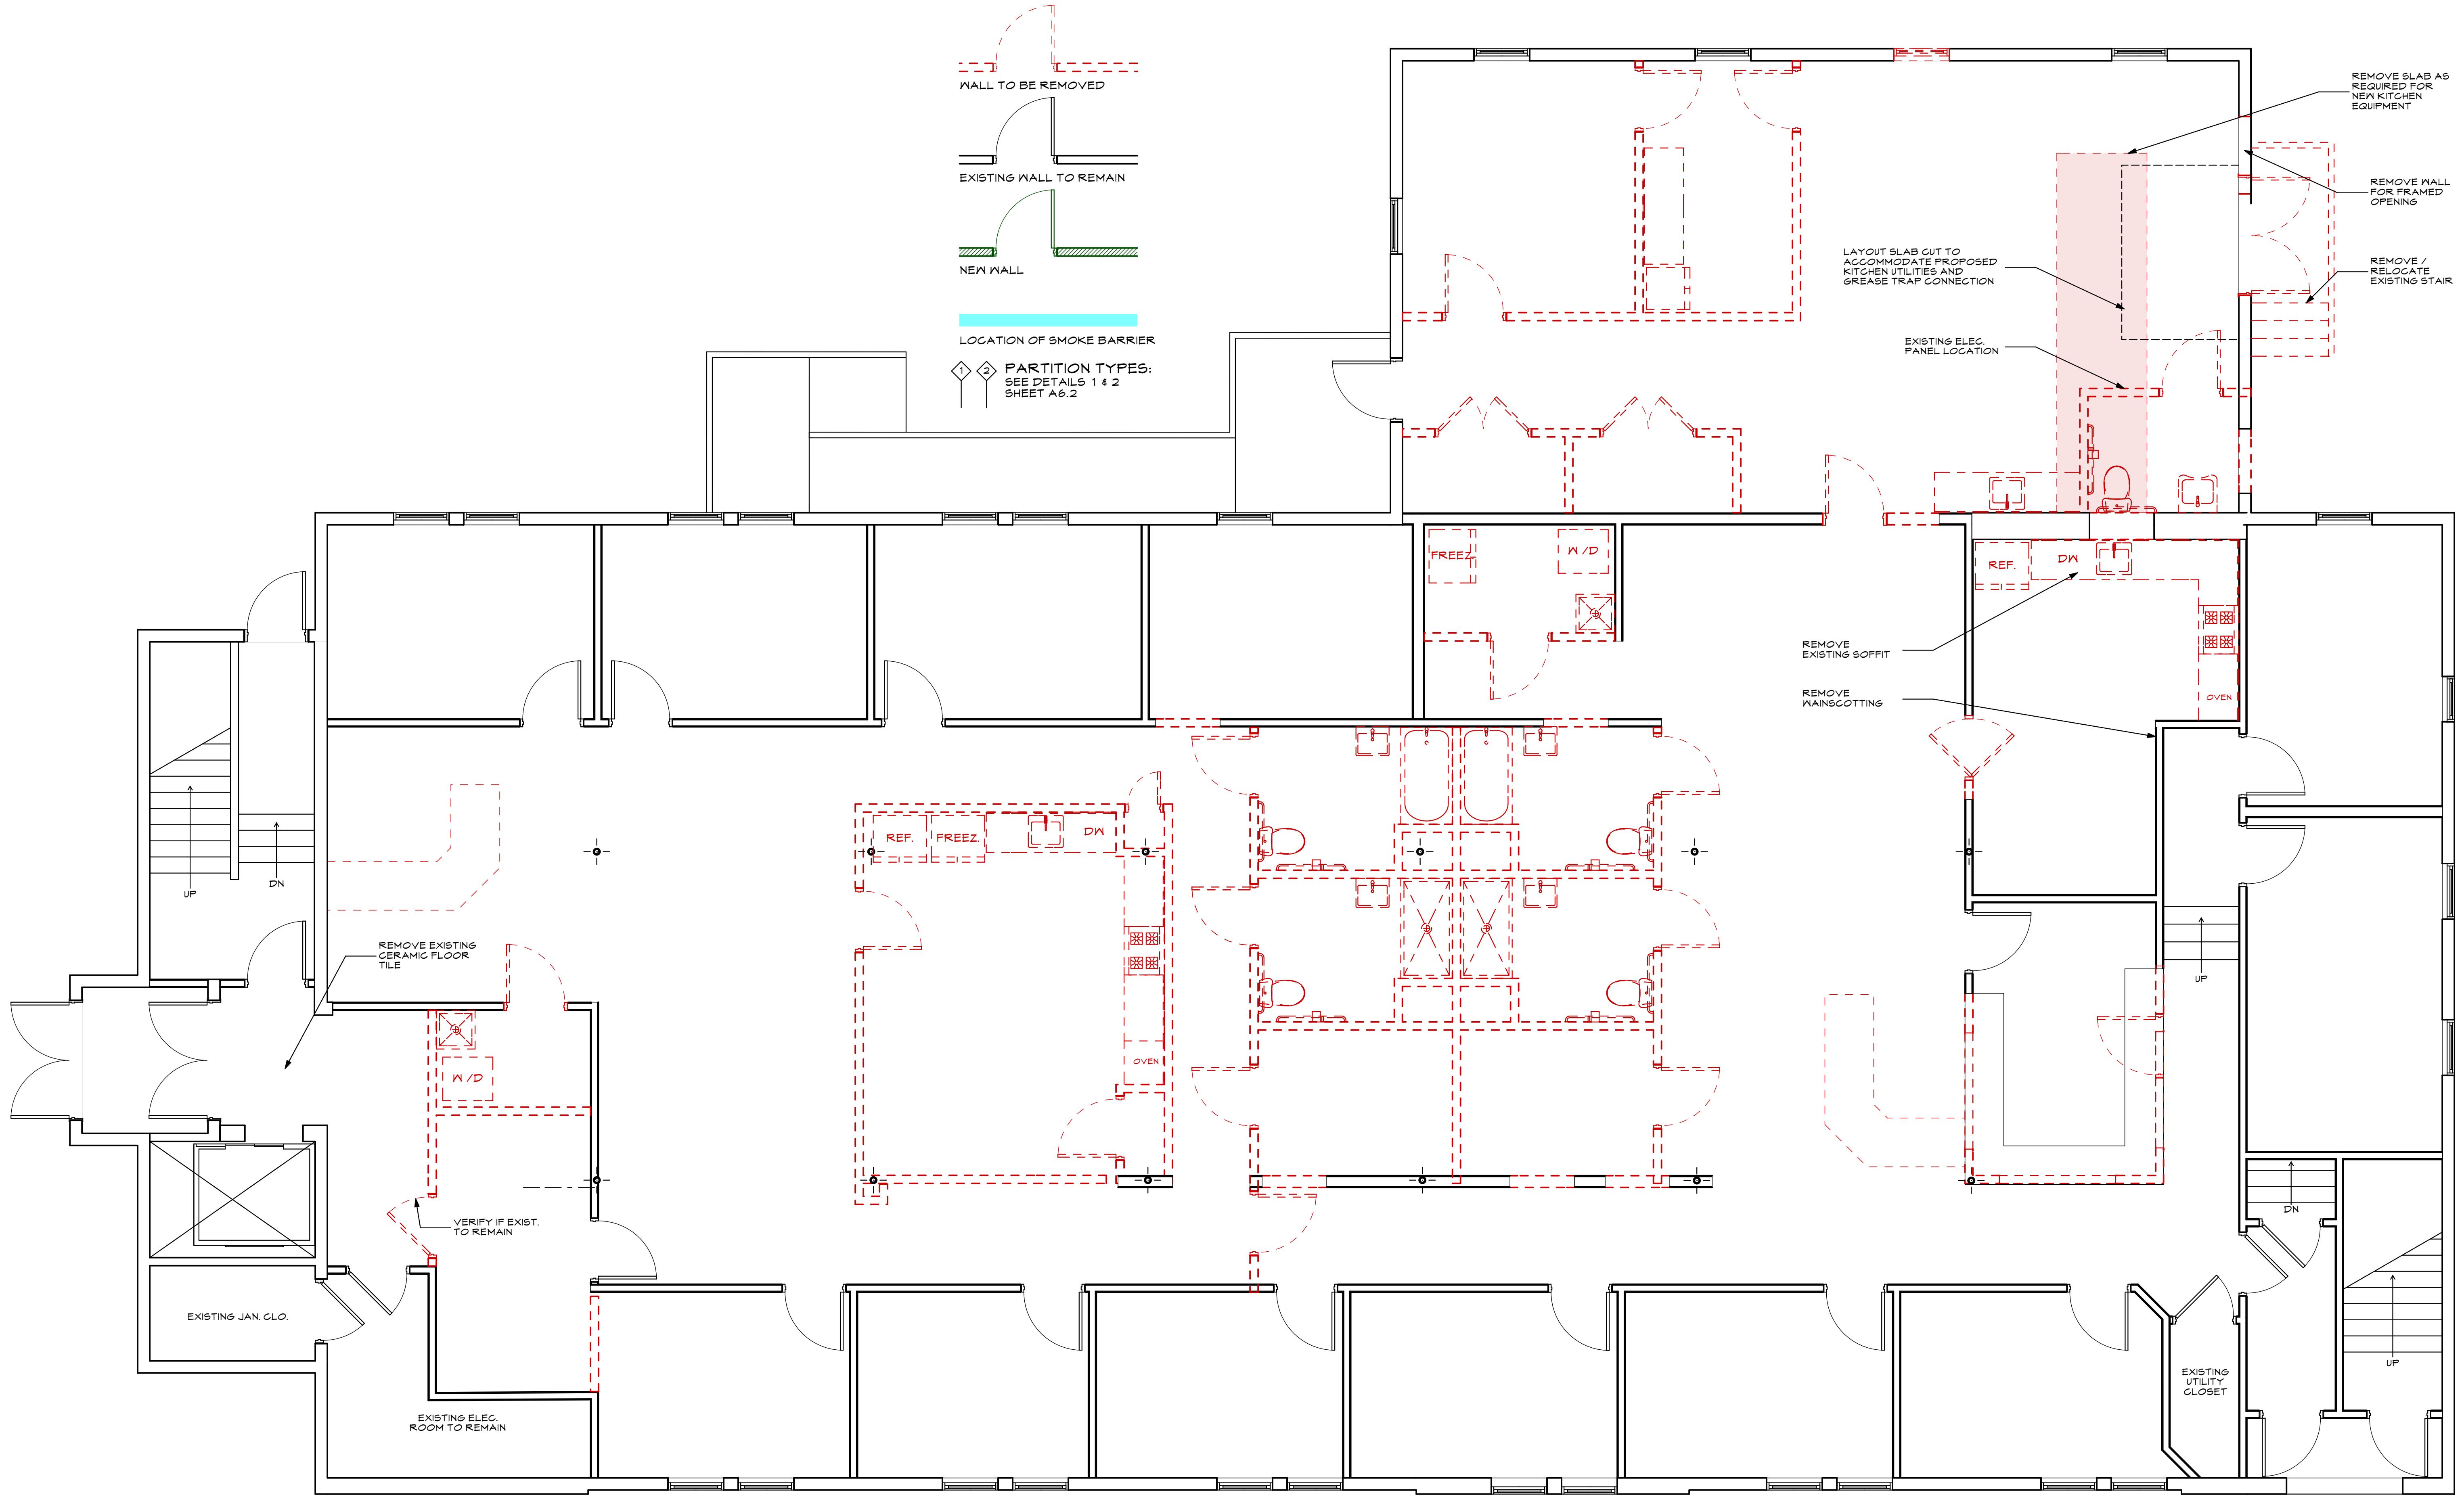 WALL TO BE REMOVED
EXISTING WALL TO REMAIN
NEW WALL
LOCATION OF SMOKE BARRIER
1 2 PARTITION TYPES:
SEE DETAILS 1 & 2
SHEET A6.2
REMOVE SLAB AS
REQUIRED FOR
NEW KITCHEN
EQUIPMENT
REMOVE WALL
FOR FRAMED
OPENING
LAYOUT SLAB CUT TO
ACCOMMODATE PROPOSED
KITCHEN UTILITIES AND
GREASE TRAP CONNECTION
REMOVE /
RELOCATE
EXISTING STAIR
EXISTING ELEC.
PANEL LOCATION
FREEZ.
W/D
REF.
DW
REMOVE
EXISTING SOFFIT
REMOVE
WAINSCOTTING
OVEN
REF.
FREEZ.
DW
UP
DN
REMOVE EXISTING
CERAMIC FLOOR
TILE
UP
OVEN
W/D
VERIFY IF EXIST.
TO REMAIN
DN
EXISTING JAN. CLO.
UP
EXISTING
UTILITY
CLOSET
EXISTING ELEC.
ROOM TO REMAIN